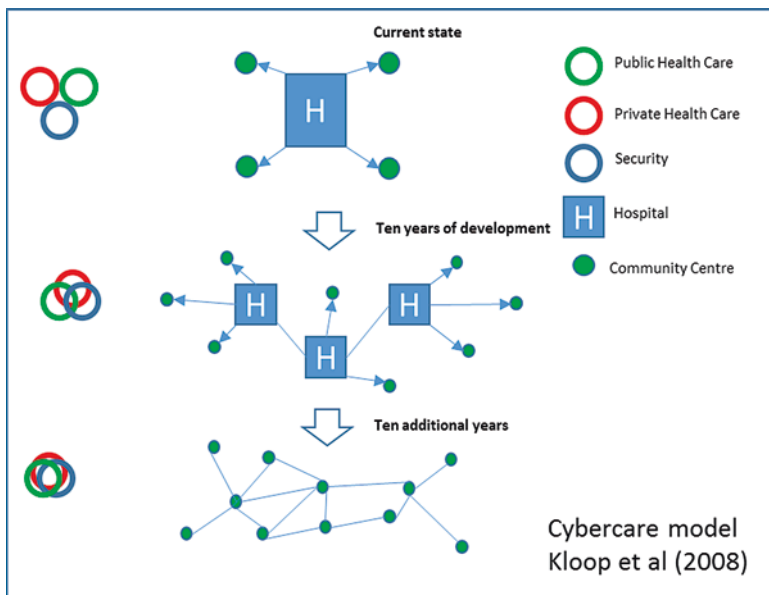 Current state
Public Health Care
H
Private Health Care
Security
H
Hospital
Ten years of development
Community Centre
H
H
H
Ten additional years
Cybercare model
Kloop et al (2008)